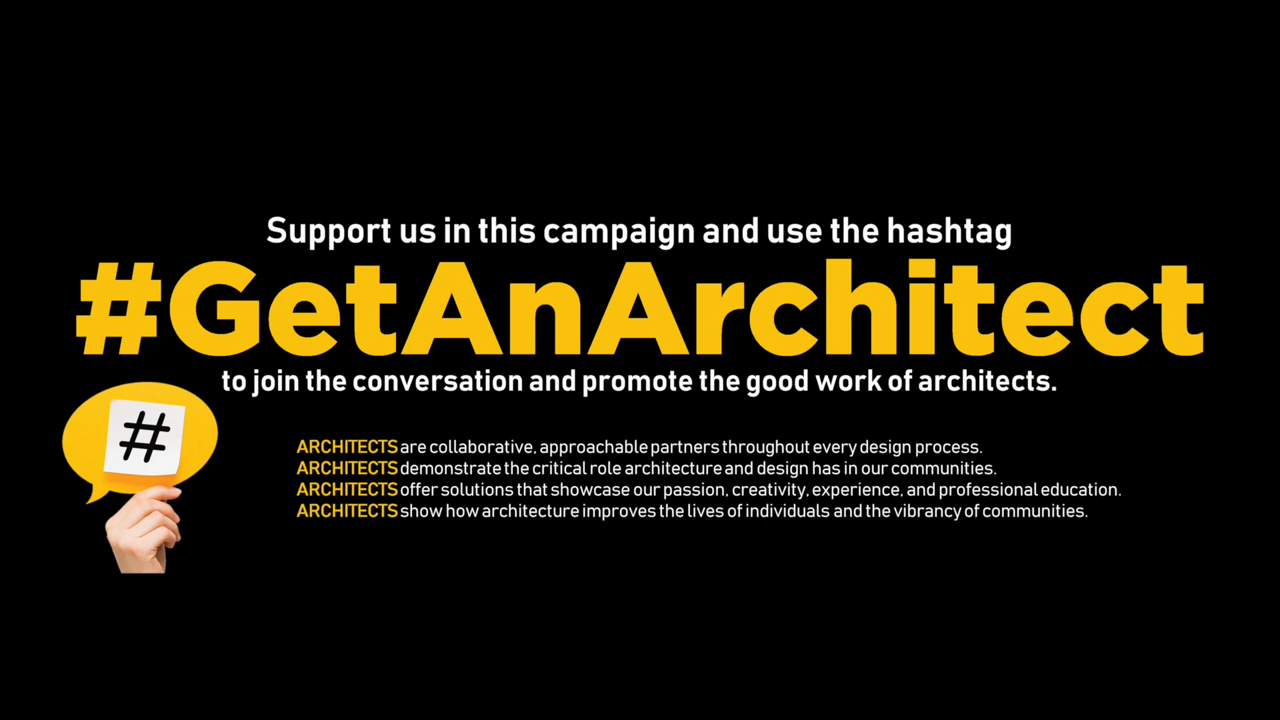 Support us in this campaign and use the hashtag
#GetAnArchitect
to join the conversation and promote the good work of architects.
#
ARCHITECTS are collaborative, approachable partners throughout every design process.
ARCHITECTS demonstrate the critical role architecture and design has in our communities.
ARCHITECTS offer solutions that showcase our passion, creativity, experience, and professional education.
ARCHITECTS show how architecture improves the lives of individuals and the vibrancy of communities.